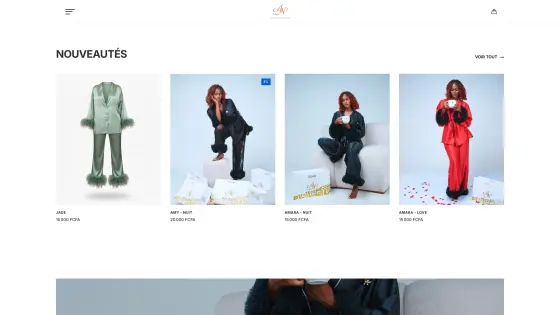 NOUVEAUTÉS
VOIR TOUT
JADE
15 000 FCFA
AMY - NUIT
20 000 FCFA
AMARA - NUIT
15 000 FCFA
AMARA - LOVE
15 000 FCFA